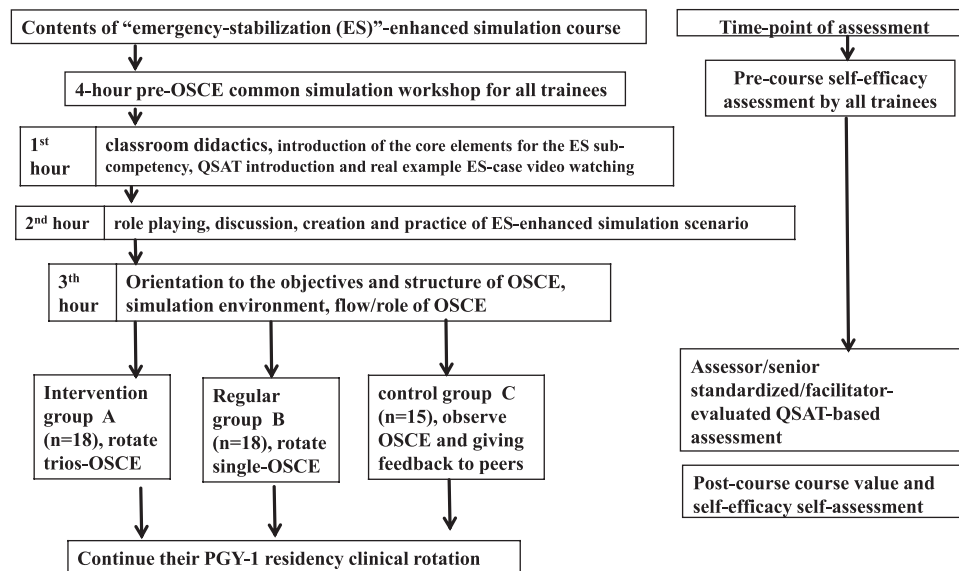 Contents of “emergency-stabilization (ES)”-enhanced simulation course
4-hour pre-OSCE common simulation workshop for all trainees
1st hour
classroom didactics, introduction of the core elements for the ES sub-
competency, QSAT introduction and real example ES-case video watching
2nd hour
role playing, discussion, creation and practice of ES-enhanced simulation scenario
3th hour
Orientation to the objectives and structure of OSCE,
simulation environment, flow/role of OSCE
Intervention
group A
(n=18), rotate
trios-OSCE
Regular
group B
(n=18), rotate
single-OSCE
control group C
(n=15), observe
OSCE and giving
feedback to peers
Continue their PGY-1 residency clinical rotation
Time-point of assessment
Pre-course self-efficacy
assessment by all trainees
Assessor/senior
standardized/facilitator-
evaluated QSAT-based
assessment
Post-course course value and
self-efficacy self-assessment